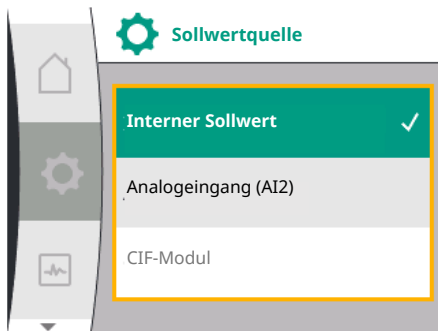 Sollwertquelle
Interner Sollwert
Analogeingang (AI2)
CIF-Modul